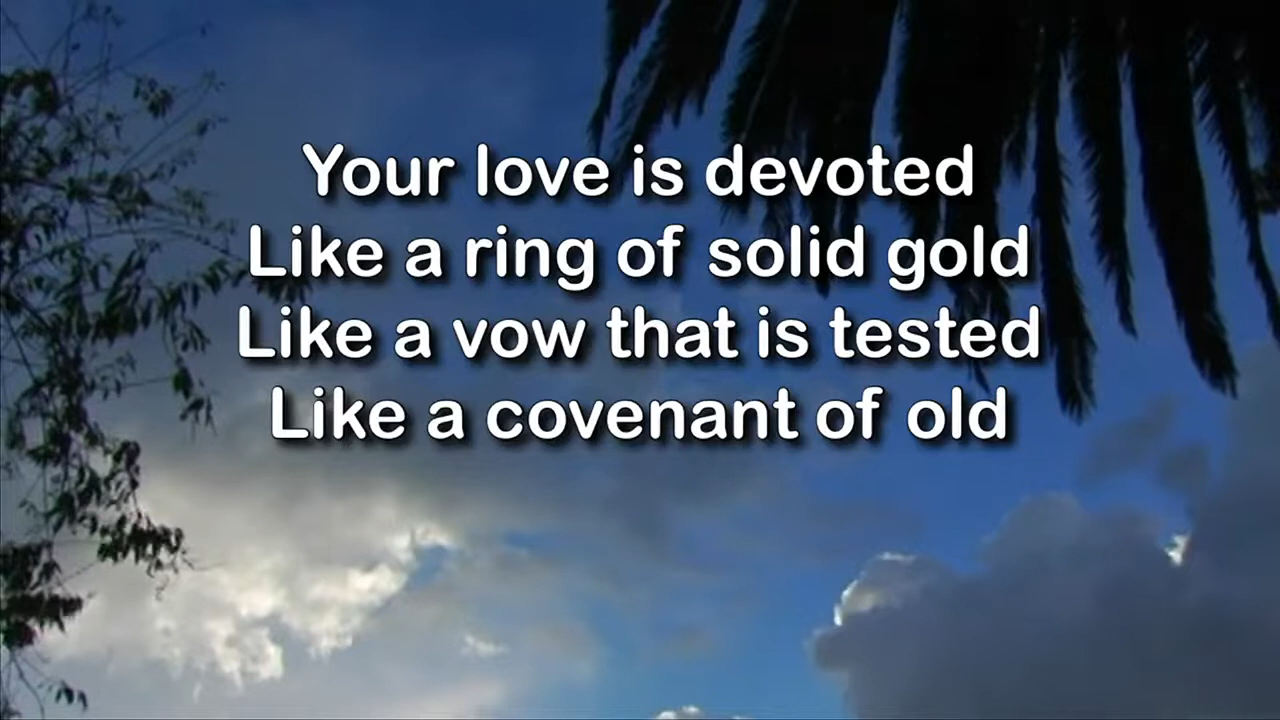 Your love is devoted
Like a ring of solid gold
Like a vow that is tested
Like a covenant of old